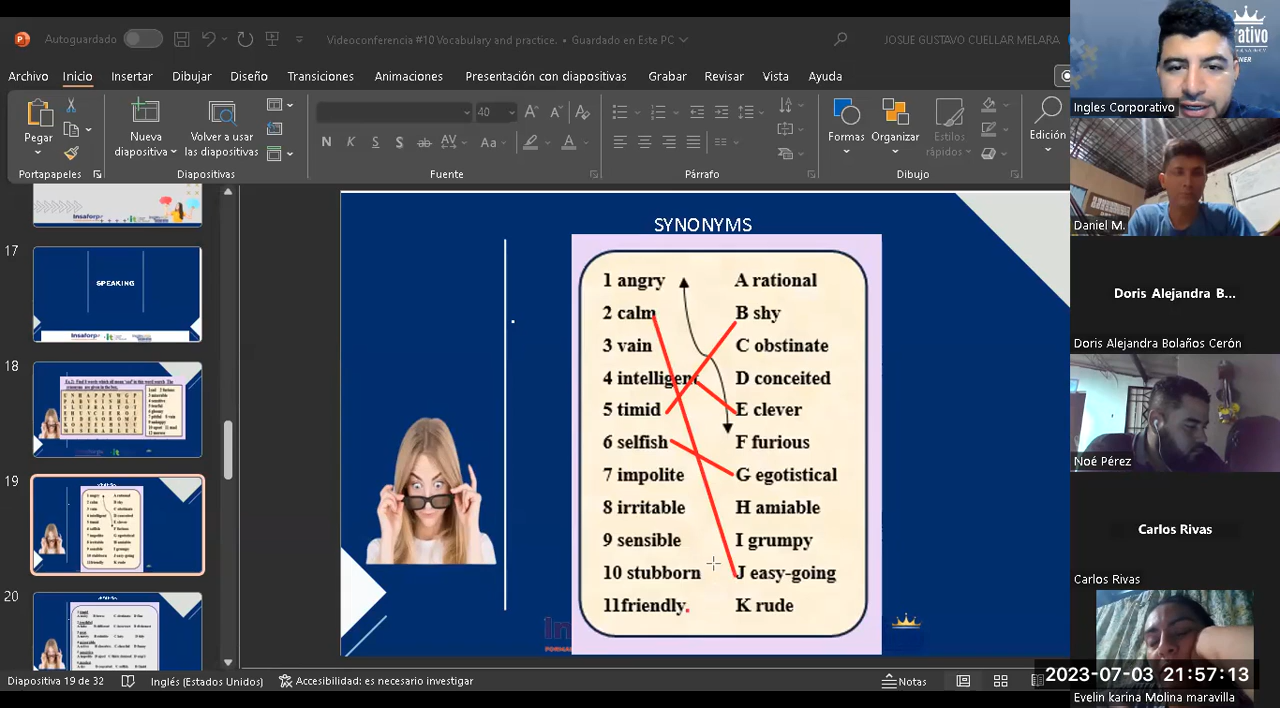 Autoguardado
Videoconferencia #10 Vocabulary and practice. • Guardado en Este PC
JOSUE GUSTAVO CUELLAR MELARA
Archivo Inicio Insertar Dibujar Diseño Transiciones Animaciones Presentación con diapositivas Grabar Revisar Vista Ayuda
Pegar
Nueva diapositiva
Volver a usar las diapositivas
40
N K S S ab AV Aa A
Formas
Organizar
Estilos rápidos
Edición
Portapapeles
Diapositivas
Fuente
Párrafo
Dibujo
17
SPEAKING
18
19
20
SYNONYMS
1 angry A rational
2 calm B shy
3 vain C obstinate
4 intelligent D conceited
5 timid E clever
6 selfish F furious
7 impolite G egotistical
8 irritable H amiable
9 sensible I grumpy
10 stubborn J easy-going
11friendly. K rude
Diapositiva 19 de 32
Inglés (Estados Unidos)
Accesibilidad: es necesario investigar
Notas
Ingles Corporativo
Daniel M.
Doris Alejandra B...
Doris Alejandra Bolaños Cerón
Noé Pérez
Carlos Rivas
Carlos Rivas
2023-07-03 21:57:13
Evelin karina Molina maravilla